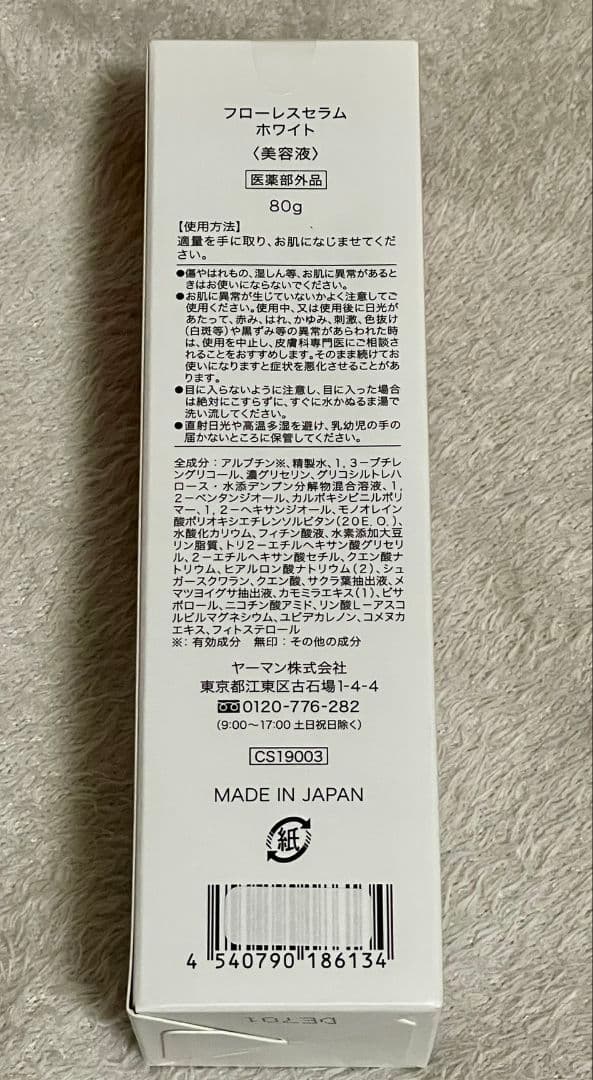 フローレスセラム
ホワイト
〈美容液〉
医薬部外品
80g
【使用方法】
適量を手に取り、お肌になじませてくだ
さい。
●傷やはれもの、湿しん等、お肌に異常があると
きはお使いにならないでください。
●お肌に異常が生じていないかよく注意してご
使用ください。使用中、又は使用後に日光が
あたって、赤み、はれ、かゆみ、刺激、色抜け
(白斑等)や黒ずみ等の異常があらわれた時
は、使用を中止し、皮膚科専門医にご相談さ
れることをおすすめします。そのまま続けてお
使いになりますと症状を悪化させることがあ
ります。
●目に入らないように注意し、目に入った場合
は絶対にこすらずに、すぐに水かぬるま湯で
洗い流してください。
●直射日光や高温多湿を避け、乳幼児の手の
届かないところに保管してください。
全成分：アルブチン※、精製水、1，3－ブチレ
ングリコール、濃グリセリン、グリコシルトレハ
ロース・水添デンプン分解物混合溶液、1，
2－ペンタンジオール、カルボキシビニルポリ
マー、1，2－ヘキサンジオール、モノオレイン
酸ポリオキシエチレンソルビタン(20E．O．)、
水酸化カリウム、フィチン酸液、水素添加大豆
リン脂質、トリ2－エチルヘキサン酸グリセリ
ル、2－エチルヘキサン酸セチル、クエン酸ナ
トリウム、ヒアルロン酸ナトリウム(2)、シュ
ガースクワラン、クエン酸、サクラ葉抽出液、メ
マツヨイグサ抽出液、カモミラエキス(1)、ビサ
ボロール、ニコチン酸アミド、リン酸L－アスコ
ルビルマグネシウム、ユビデカレノン、コメヌカ
エキス、フィトステロール
※：有効成分　無印：その他の成分
ヤーマン株式会社
東京都江東区古石場1-4-4
0120-776-282
(9:00〜17:00 土日祝日除く)
CS19003
MADE IN JAPAN
紙
4 540790 186134
DE701